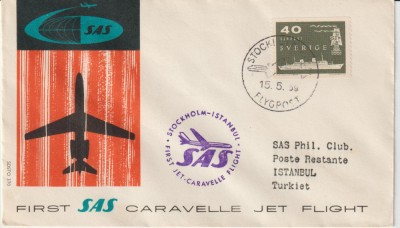 SAS
40
SVERIGE
STOCKHOLM
15. 5. 59
FLYGPOST
• STOCKHOLM-ISTANBUL •
SAS
FIRST JET-CARAVELLE FLIGHT
SAS Phil. Club.
Poste Restante
ISTANBUL
Turkiet
FIRST SAS CARAVELLE JET FLIGHT